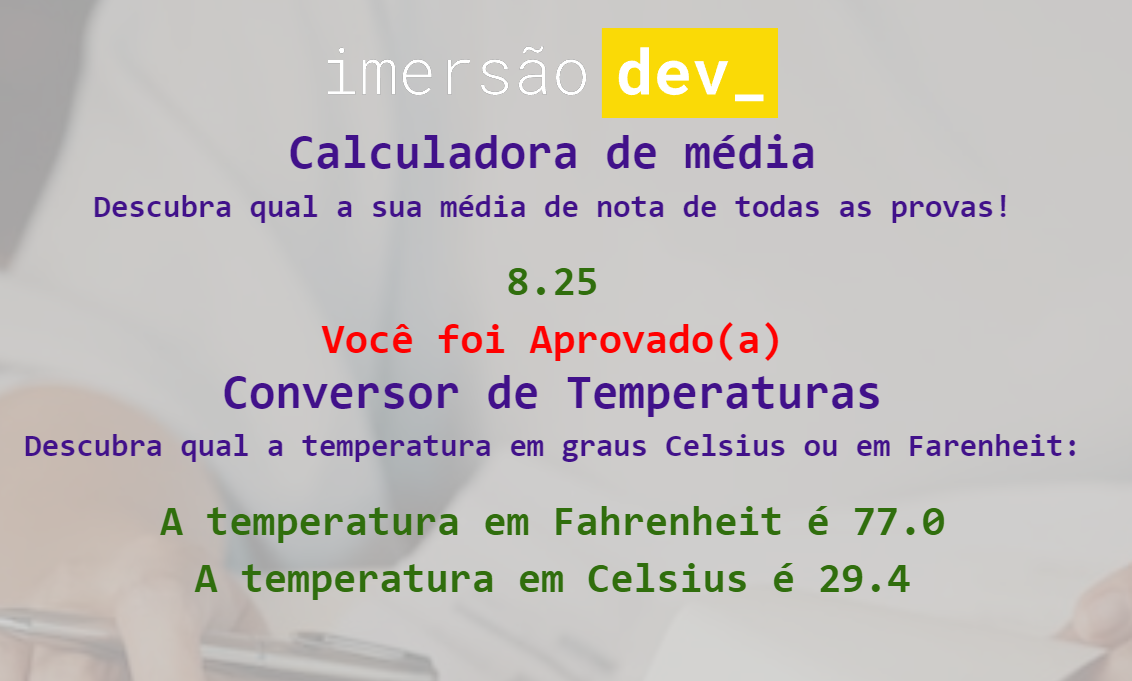 imersão dev_
Calculadora de média
Descubra qual a sua média de nota de todas as provas!
8.25
Você foi Aprovado(a)
Conversor de Temperaturas
Descubra qual a temperatura em graus Celsius ou em Farenheit:
A temperatura em Fahrenheit é 77.0
A temperatura em Celsius é 29.4